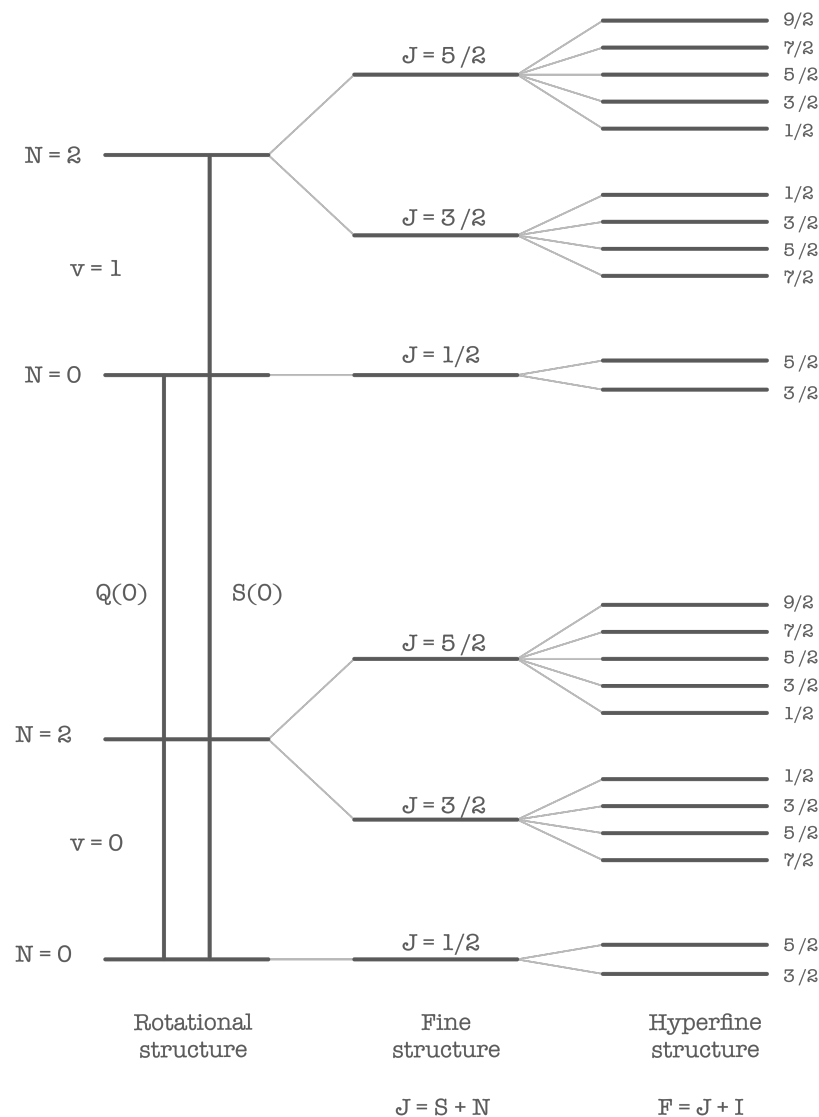 9/2
J = 5/2
7/2
5/2
3/2
1/2
N = 2
1/2
J = 3/2
3/2
5/2
v = 1
7/2
J = 1/2
5/2
N = 0
3/2
Q(0)
S(0)
9/2
7/2
J = 5/2
5/2
3/2
1/2
N = 2
1/2
J = 3/2
3/2
5/2
v = 0
7/2
J = 1/2
5/2
N = 0
3/2
Rotational
structure
Fine
structure
Hyperfine
structure
J = S + N
F = J + I